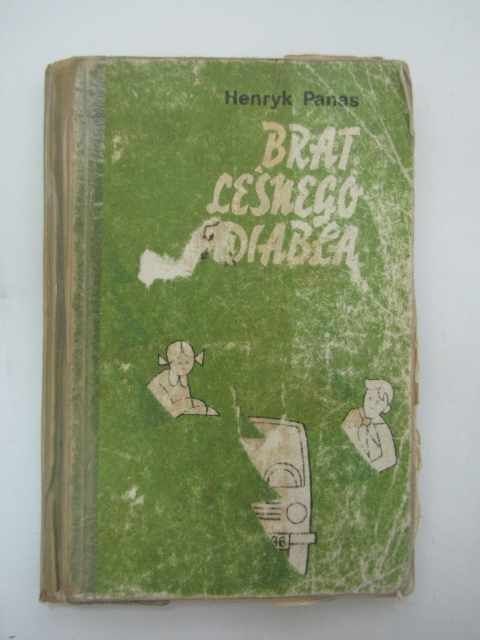 Henryk Panas
BRAT
LEŚNEGO
DIABŁA
36